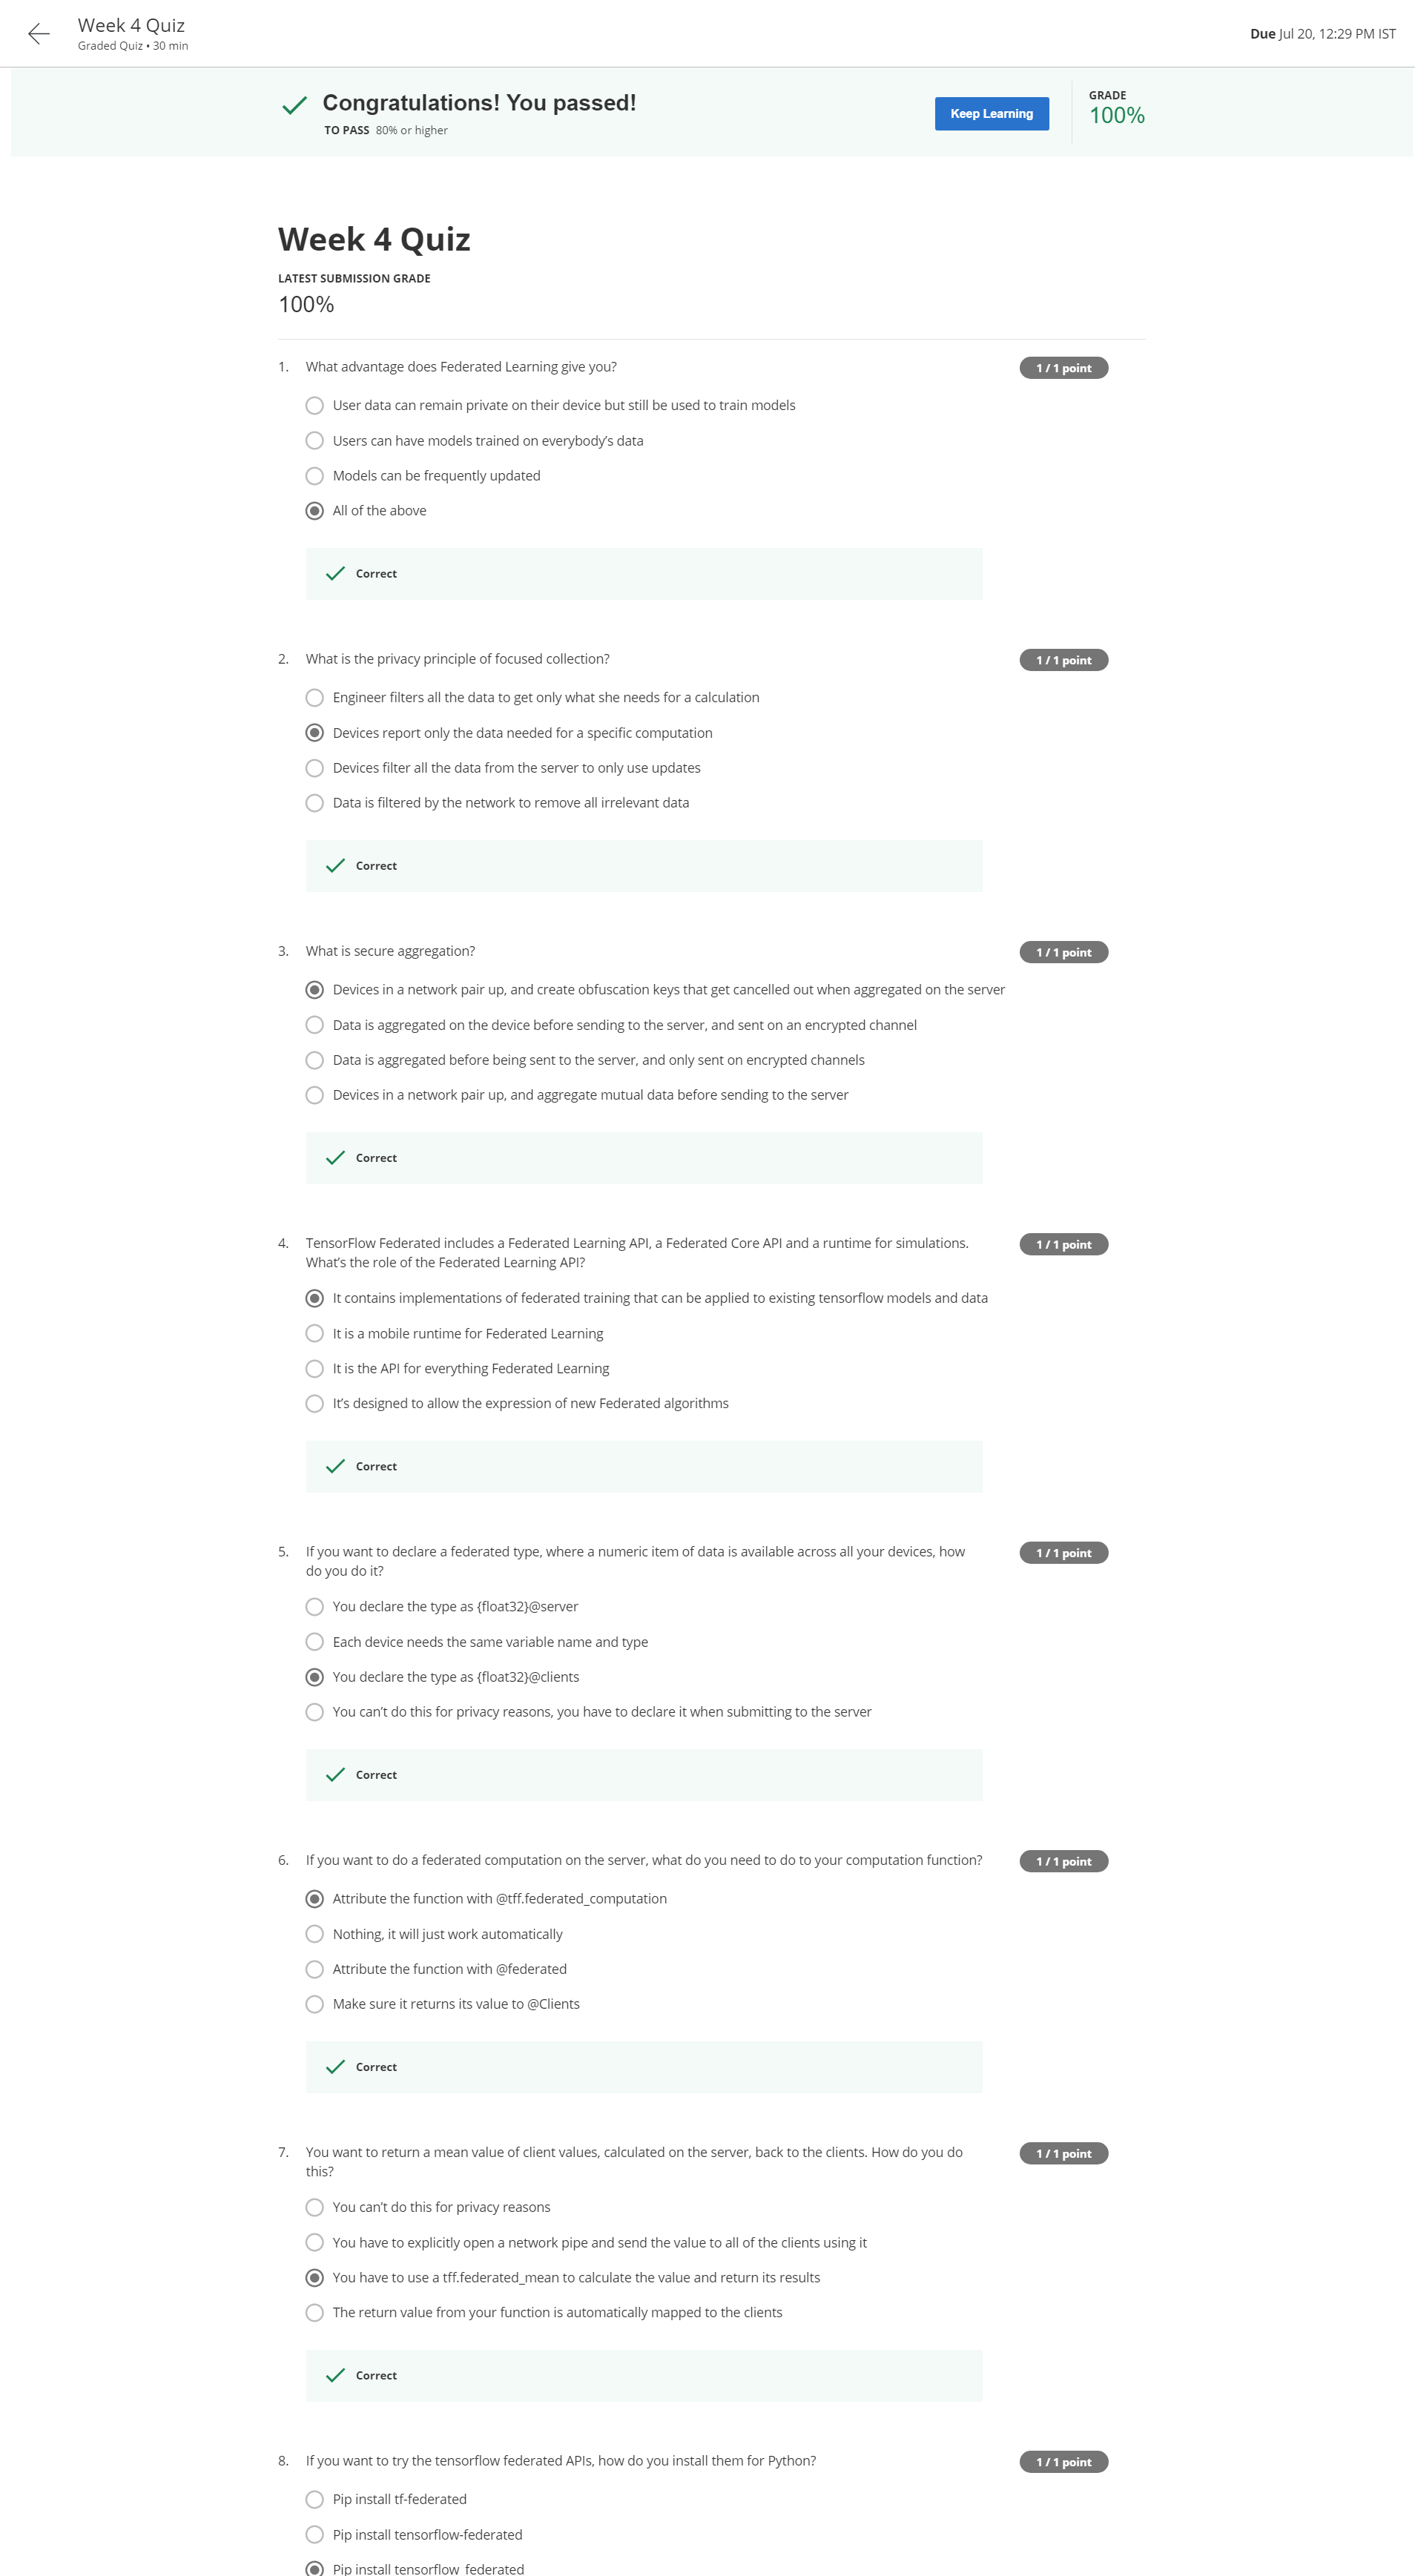 Week 4 Quiz
Graded Quiz • 30 min
Due Jul 20, 12:29 PM IST
Congratulations! You passed!
TO PASS 80% or higher
Keep Learning
GRADE
100%
Week 4 Quiz
LATEST SUBMISSION GRADE
100%
1. What advantage does Federated Learning give you?
1 / 1 point
User data can remain private on their device but still be used to train models
Users can have models trained on everybody’s data
Models can be frequently updated
All of the above
Correct
2. What is the privacy principle of focused collection?
1 / 1 point
Engineer filters all the data to get only what she needs for a calculation
Devices report only the data needed for a specific computation
Devices filter all the data from the server to only use updates
Data is filtered by the network to remove all irrelevant data
Correct
3. What is secure aggregation?
1 / 1 point
Devices in a network pair up, and create obfuscation keys that get cancelled out when aggregated on the server
Data is aggregated on the device before sending to the server, and sent on an encrypted channel
Data is aggregated before being sent to the server, and only sent on encrypted channels
Devices in a network pair up, and aggregate mutual data before sending to the server
Correct
4. TensorFlow Federated includes a Federated Learning API, a Federated Core API and a runtime for simulations.
What’s the role of the Federated Learning API?
1 / 1 point
It contains implementations of federated training that can be applied to existing tensorflow models and data
It is a mobile runtime for Federated Learning
It is the API for everything Federated Learning
It’s designed to allow the expression of new Federated algorithms
Correct
5. If you want to declare a federated type, where a numeric item of data is available across all your devices, how
do you do it?
1 / 1 point
You declare the type as {float32}@server
Each device needs the same variable name and type
You declare the type as {float32}@clients
You can’t do this for privacy reasons, you have to declare it when submitting to the server
Correct
6. If you want to do a federated computation on the server, what do you need to do to your computation function?
1 / 1 point
Attribute the function with @tff.federated_computation
Nothing, it will just work automatically
Attribute the function with @federated
Make sure it returns its value to @Clients
Correct
7. You want to return a mean value of client values, calculated on the server, back to the clients. How do you do
this?
1 / 1 point
You can’t do this for privacy reasons
You have to explicitly open a network pipe and send the value to all of the clients using it
You have to use a tff.federated_mean to calculate the value and return its results
The return value from your function is automatically mapped to the clients
Correct
8. If you want to try the tensorflow federated APIs, how do you install them for Python?
1 / 1 point
Pip install tf-federated
Pip install tensorflow-federated
Pip install tensorflow_federated